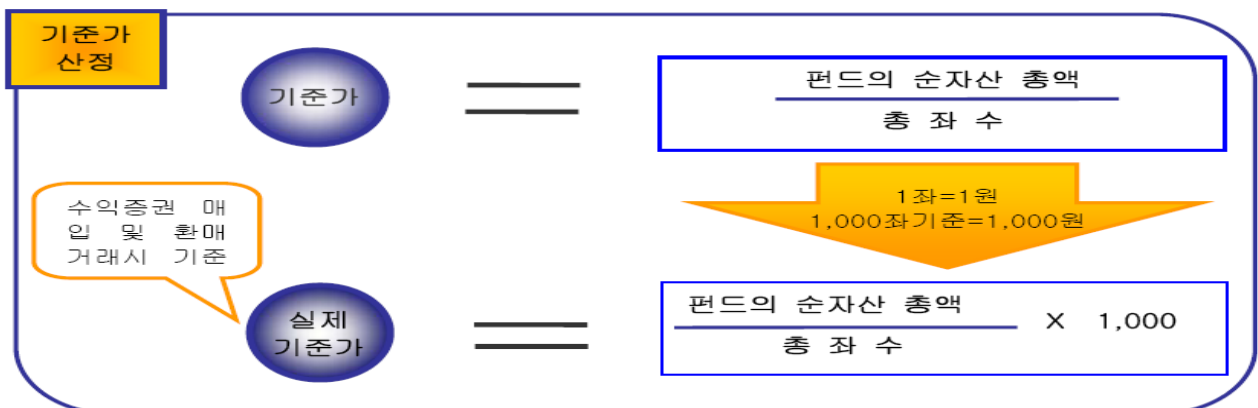 기준가
산정
기준가
펀드의 순자산 총액
총 좌 수
1좌=1원
1,000좌기준=1,000원
수익증권 매
입 및 환매
거래시 기준
실제
기준가
펀드의 순자산 총액
총 좌 수
X 1,000